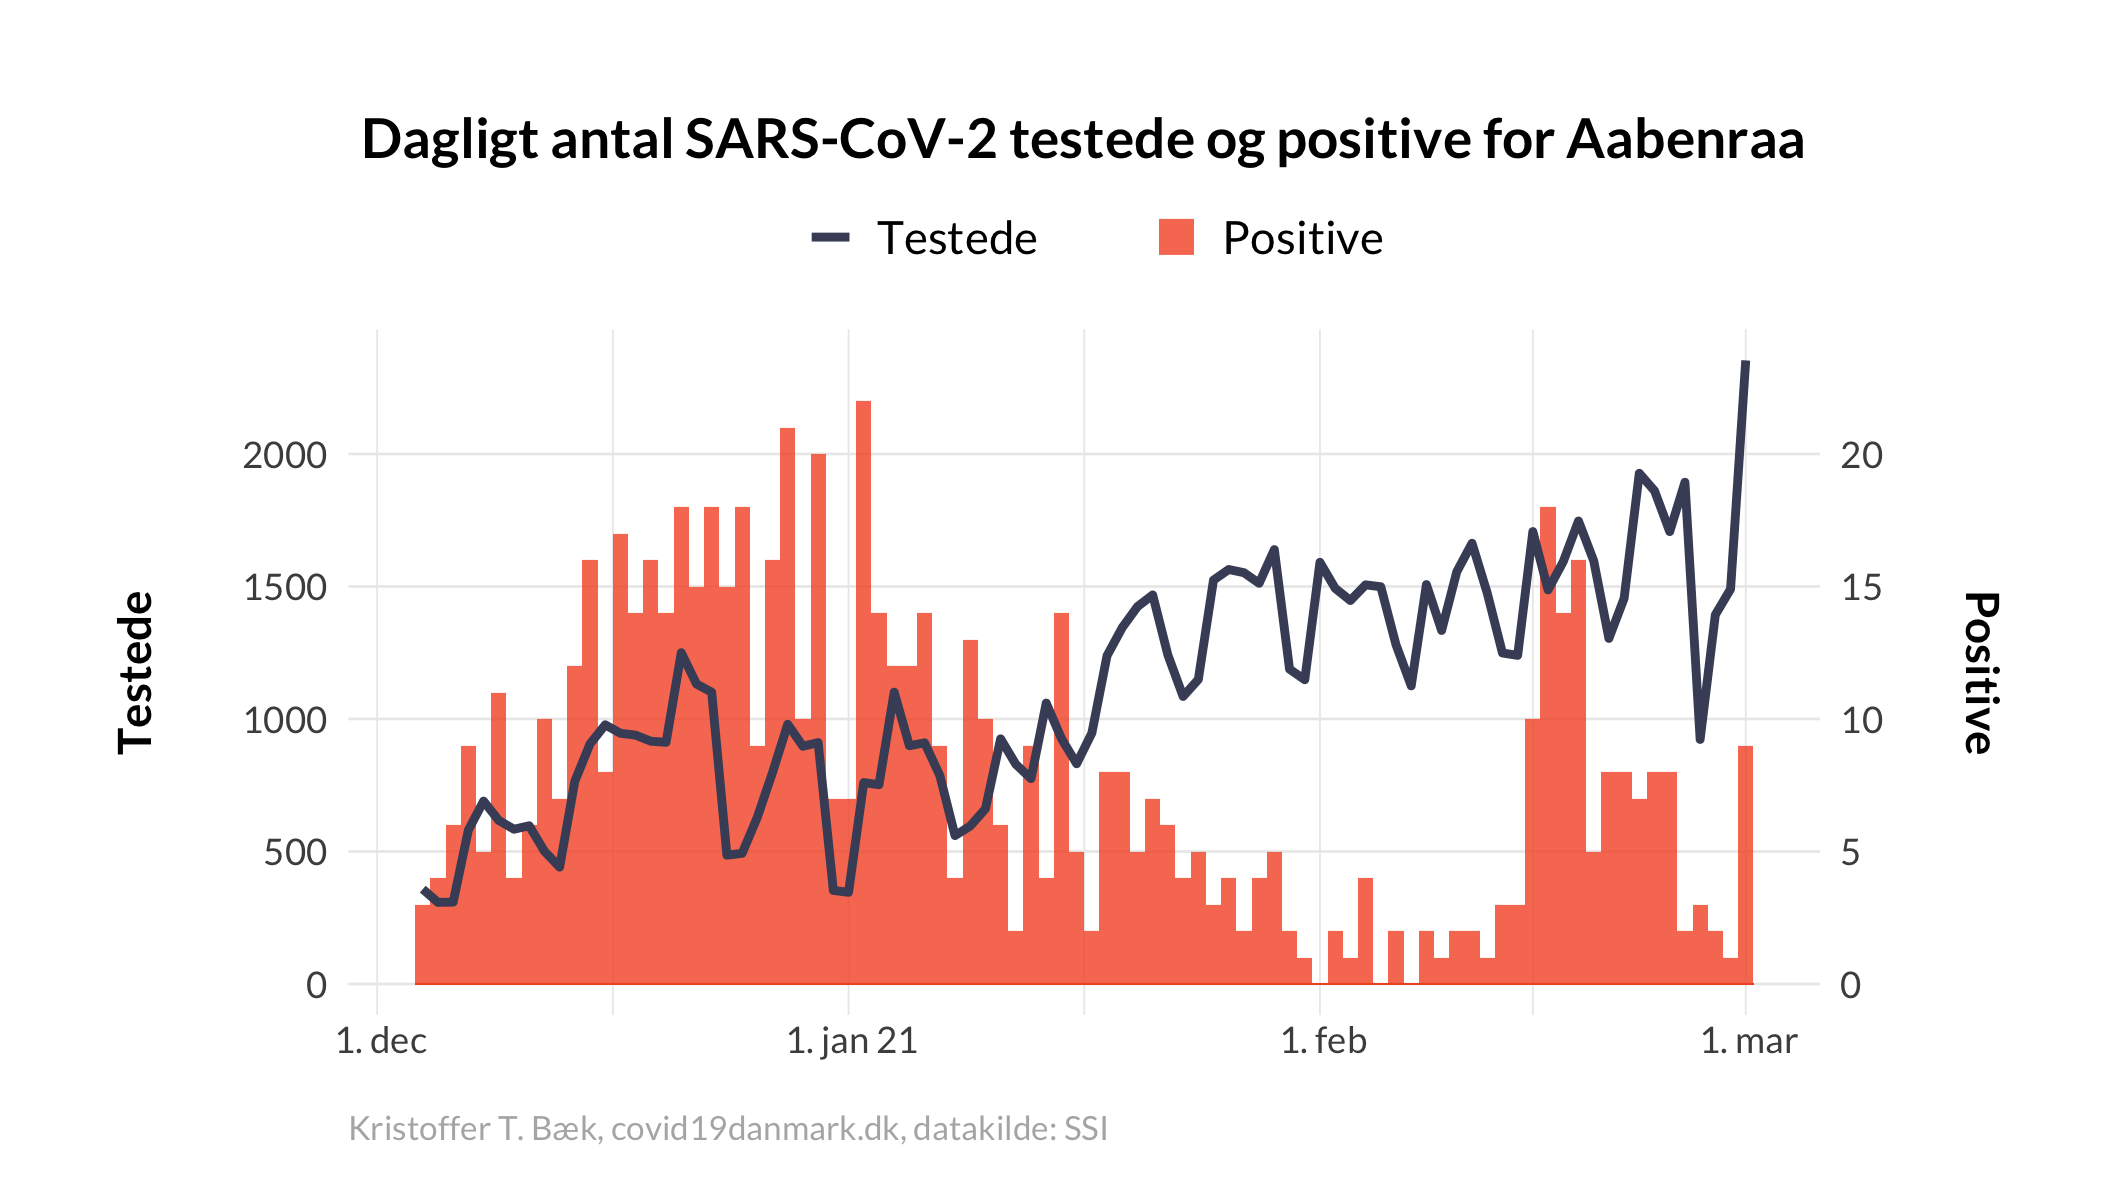 Dagligt antal SARS-CoV-2 testede og positive for Aabenraa
Testede
Positive
Testede
2000
1500
1000
500
0
20
15
10
5
0
Positive
1. dec
1. jan 21
1. feb
1. mar
Kristoffer T. Bæk, covid19danmark.dk, datakilde: SSI